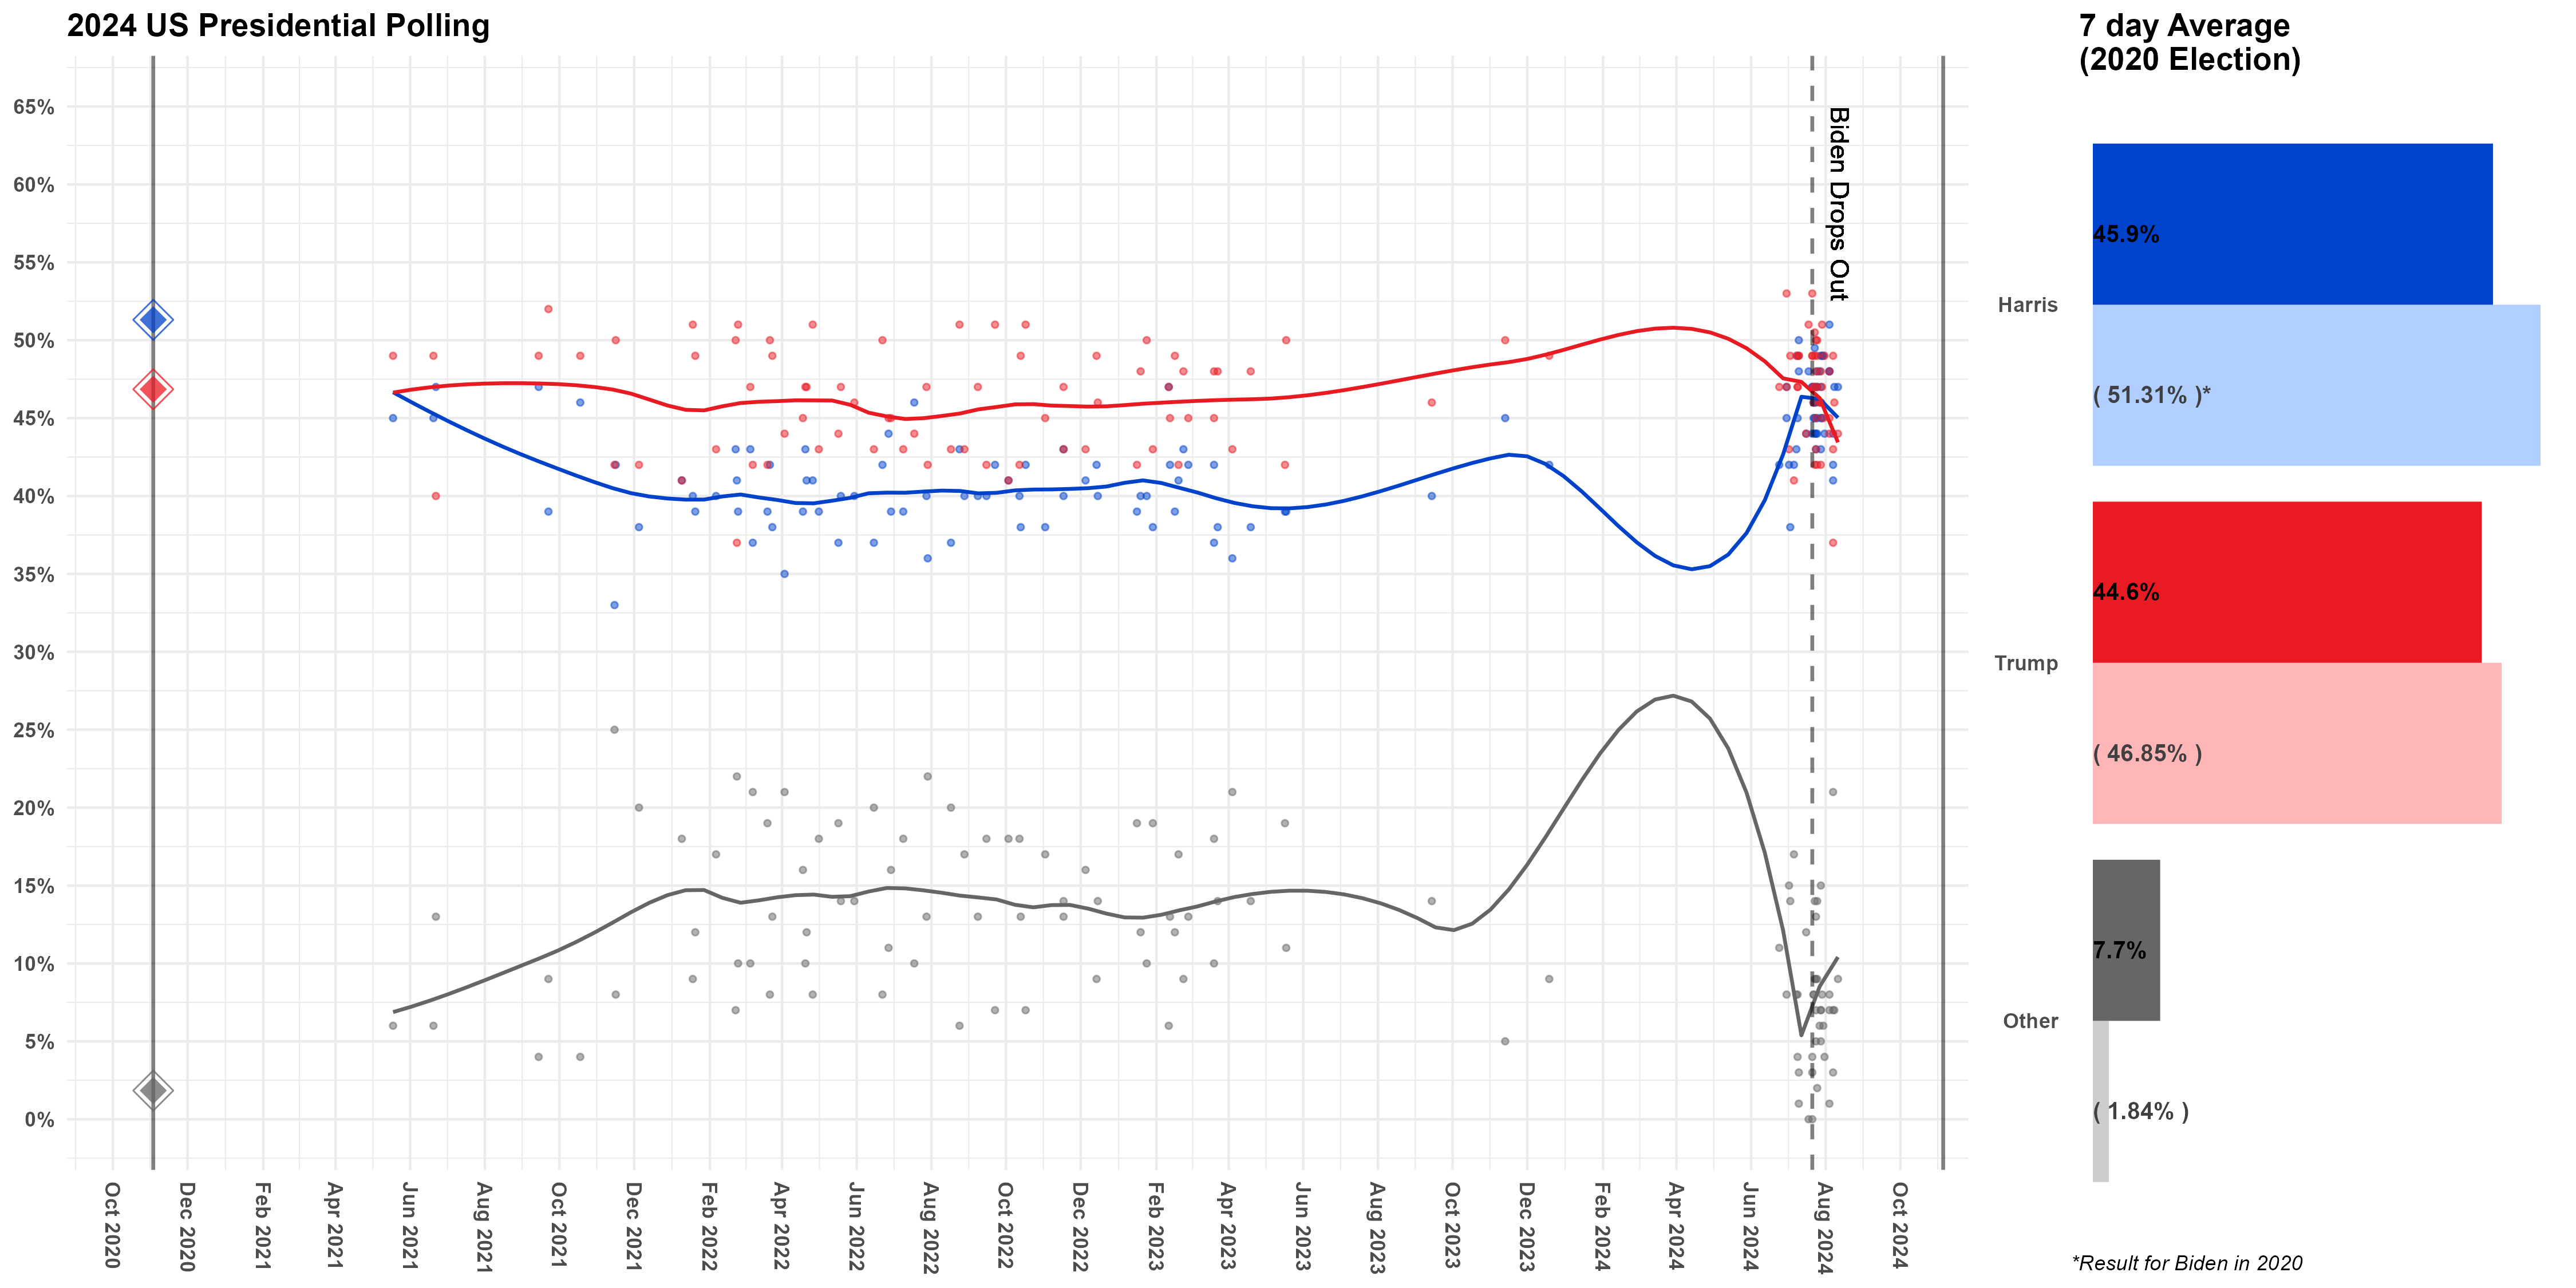 2024 US Presidential Polling
7 day Average
(2020 Election)
65%
60%
55%
50%
45%
40%
35%
30%
25%
20%
15%
10%
5%
0%
Biden Drops Out
Oct 2020
Dec 2020
Feb 2021
Apr 2021
Jun 2021
Aug 2021
Oct 2021
Dec 2021
Feb 2022
Apr 2022
Jun 2022
Aug 2022
Oct 2022
Dec 2022
Feb 2023
Apr 2023
Jun 2023
Aug 2023
Oct 2023
Dec 2023
Feb 2024
Apr 2024
Jun 2024
Aug 2024
Oct 2024
Harris
45.9%
( 51.31% )*
Trump
44.6%
( 46.85% )
Other
7.7%
( 1.84% )
*Result for Biden in 2020